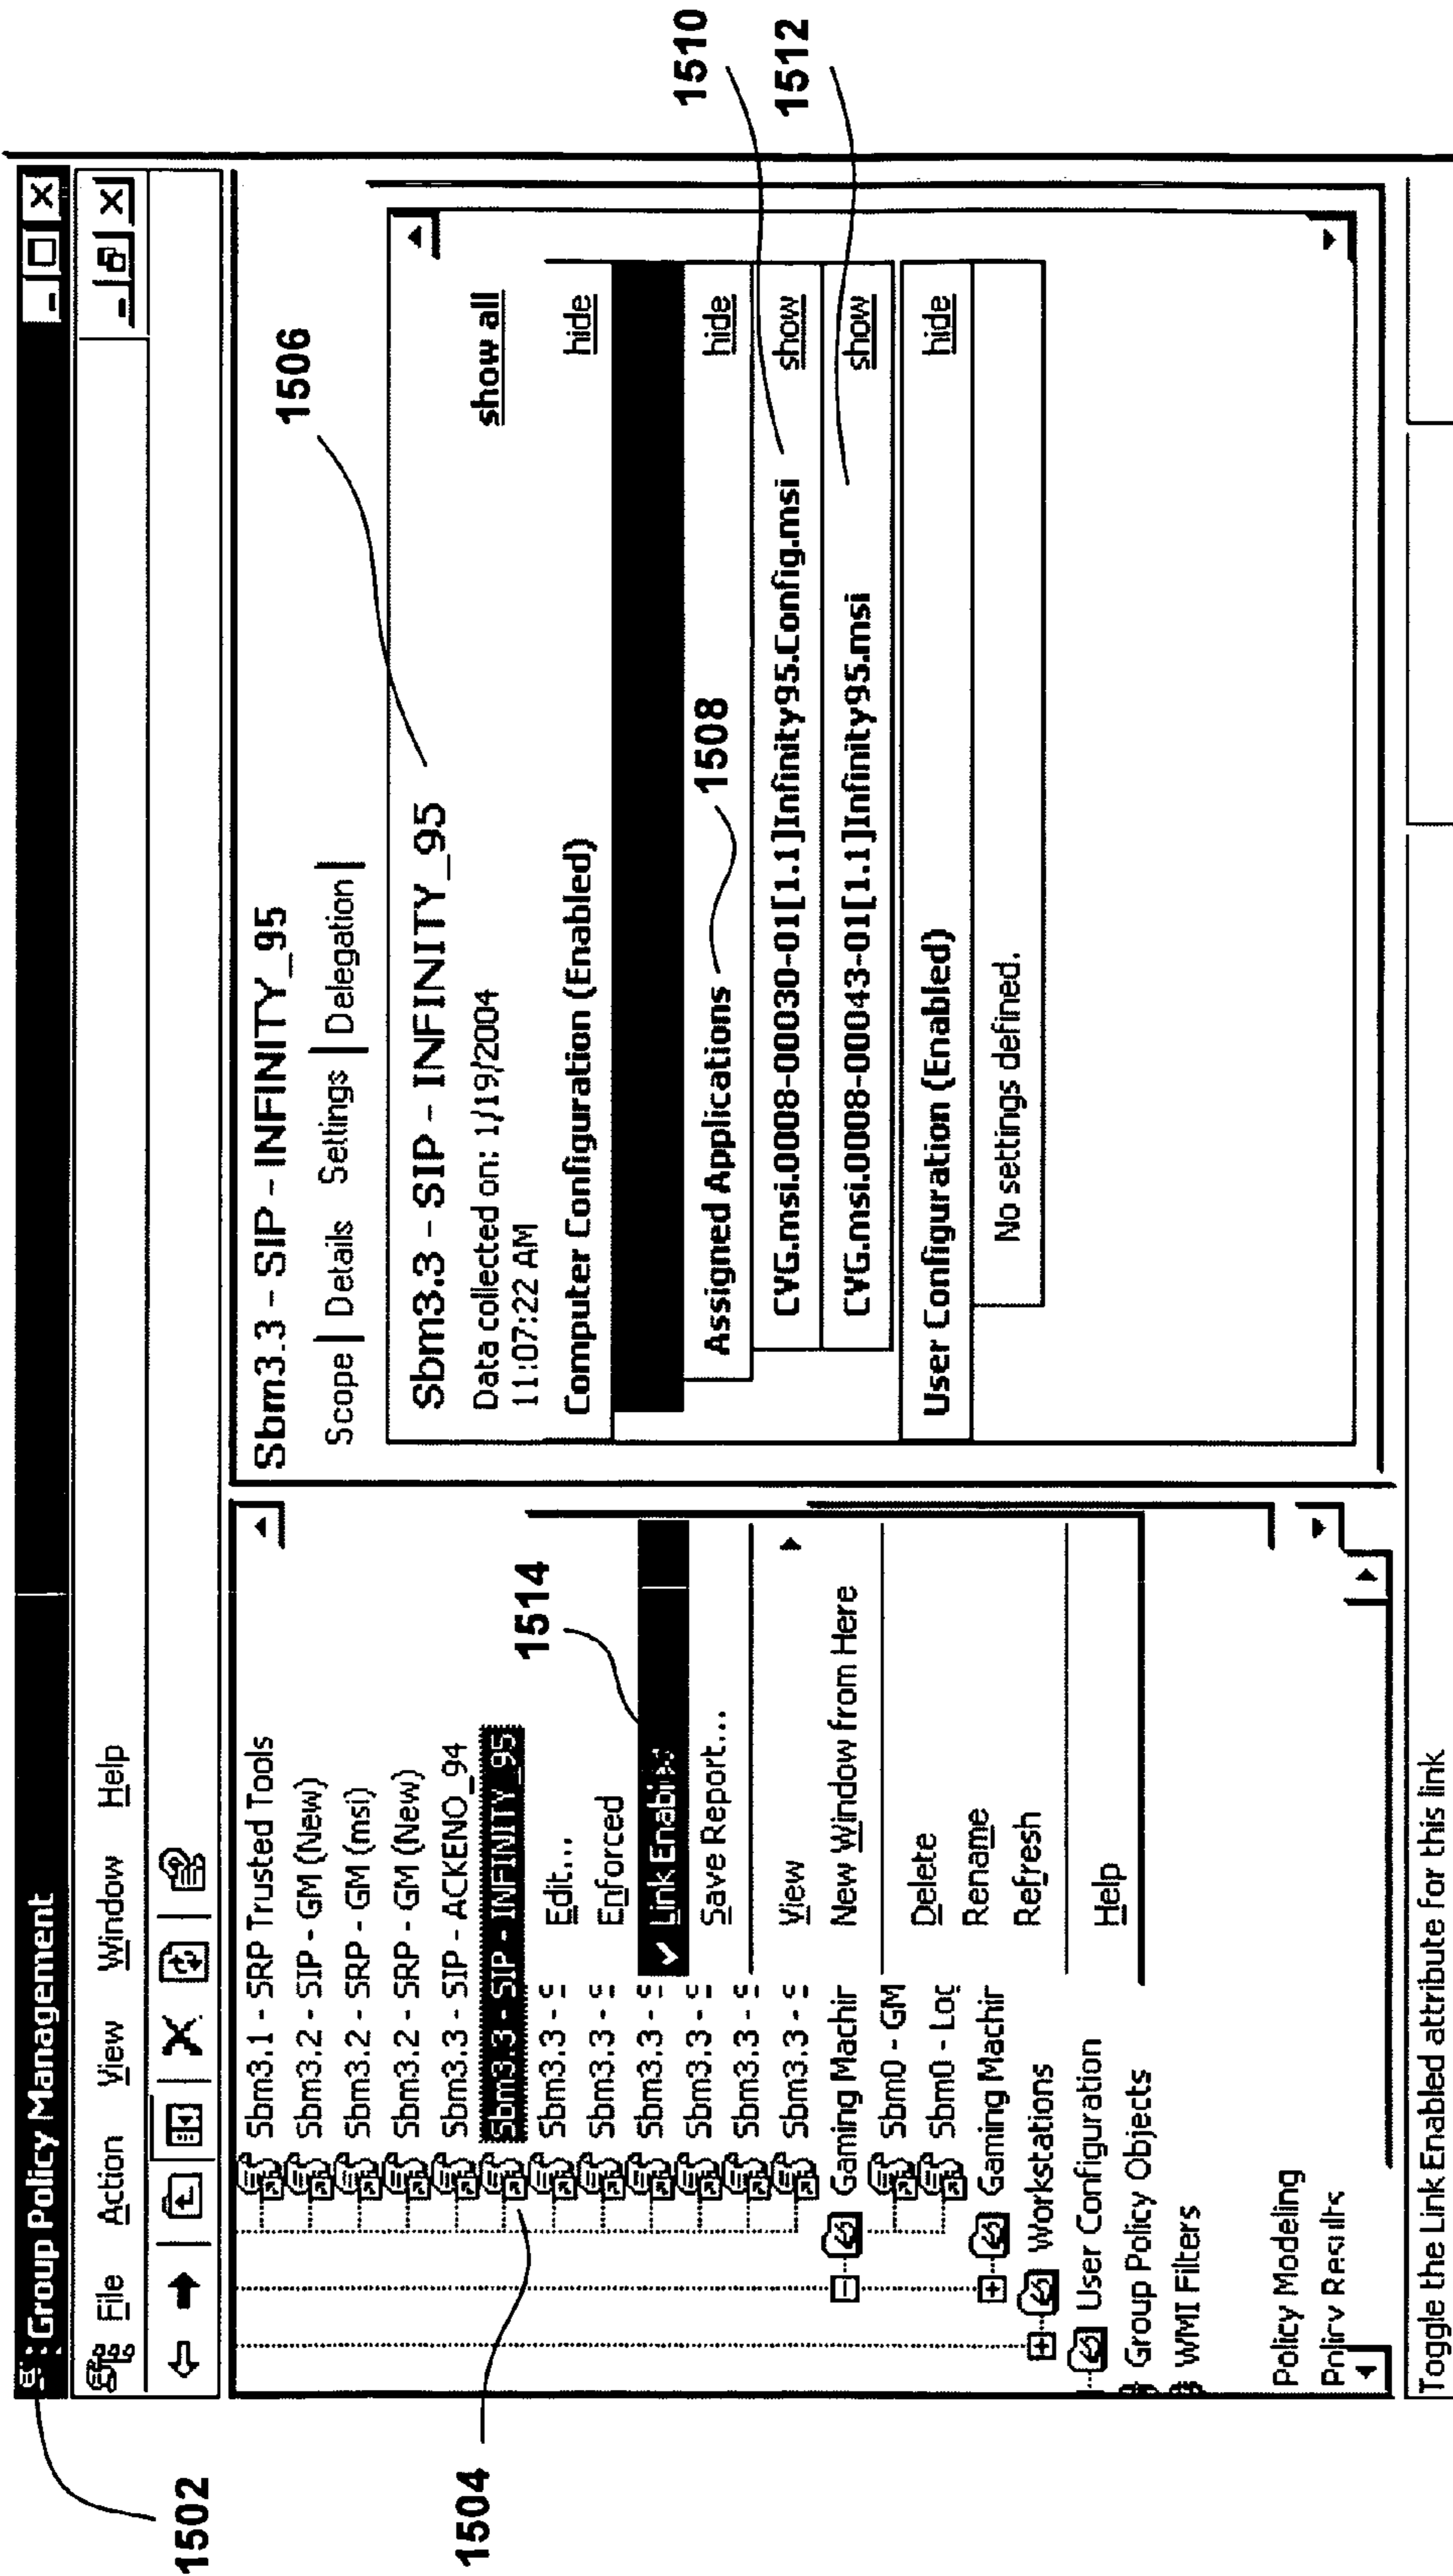 Group Policy Management
File Action View Window Help
Sbm3.1 - SRP Trusted Tools
Sbm3.2 - SIP - GM (New)
Sbm3.2 - SRP - GM (msi)
Sbm3.2 - SRP - GM (New)
Sbm3.3 - SIP - ACKENO_94
Sbm3.3 - SIP - INFINITY_95
Sbm3.3 - S
Sbm3.3 - S
Sbm3.3 - S
Sbm3.3 - S
Sbm3.3 - S
Sbm3.3 - S
Gaming Machir
Sbm0 - GM
Sbm0 - Loc
Gaming Machir
Workstations
User Configuration
Group Policy Objects
WMI Filters
Policy Modeling
Policy Results
Edit...
Enforced
Link Enabled
Save Report...
View
New Window from Here
Delete
Rename
Refresh
Help
Sbm3.3 - SIP - INFINITY_95
Scope | Details Settings | Delegation |
Sbm3.3 - SIP - INFINITY_95
Data collected on: 1/19/2004
11:07:22 AM
show all
Computer Configuration (Enabled) hide
Assigned Applications hide
CVG.msi.0008-00030-01[1.1]Infinity95.Config.msi show
CVG.msi.0008-00043-01[1.1]Infinity95.msi show
User Configuration (Enabled) hide
No settings defined.
Toggle the Link Enabled attribute for this link
1502
1504
1506
1508
1510
1512
1514